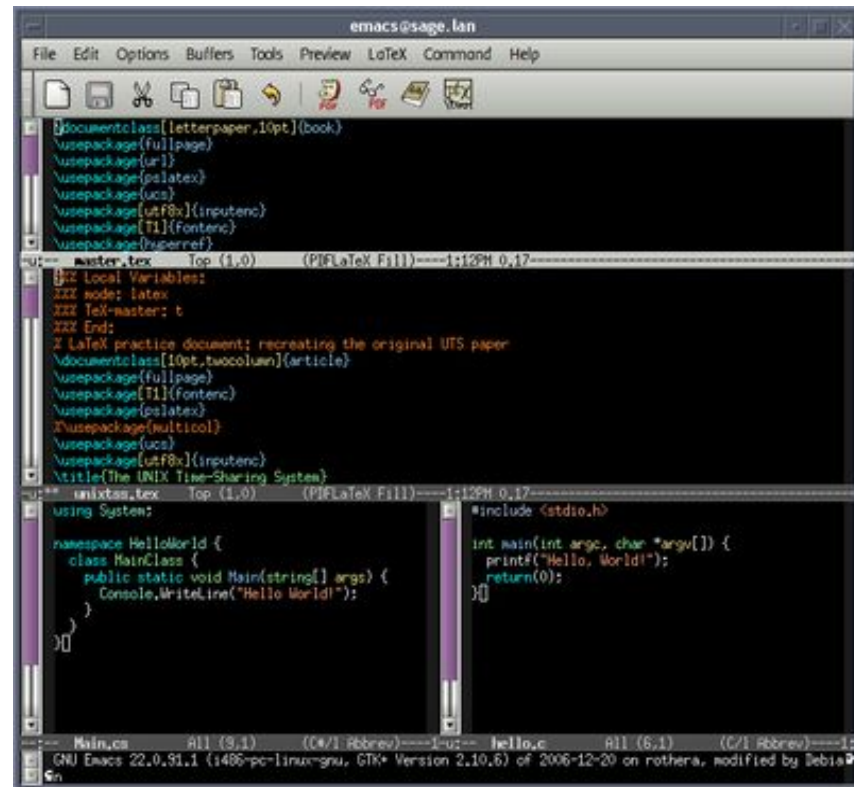 emacs@sage.lan
File Edit Options Buffers Tools Preview LaTeX Command Help
PDF PDF
\documentclass[letterpaper,10pt]{book}
\usepackage{fullpage}
\usepackage{url}
\usepackage{pslatex}
\usepackage{ucs}
\usepackage[utf8x]{inputenc}
\usepackage[T1]{fontenc}
\usepackage{hyperref}
-u:-- master.tex Top (1,0) (PDFLaTeX Fill)----1:12PM 0.17
%%% Local Variables:
%%% mode: latex
%%% TeX-master: t
%%% End:
% LaTeX practice document; recreating the original UTS paper
\documentclass[10pt,twocolumn]{article}
\usepackage{fullpage}
\usepackage[T1]{fontenc}
\usepackage{pslatex}
%\usepackage{multicol}
\usepackage{ucs}
\usepackage[utf8x]{inputenc}
\title{The UNIX Time-Sharing System}
-u:** unixtss.tex Top (1,0) (PDFLaTeX Fill)----1:12PM 0.17
using System;
namespace HelloWorld {
class MainClass {
public static void Main(string[] args) {
Console.WriteLine("Hello World!");
}
}
}
--:-- Main.cs All (9,1) (C#/l Abbrev)----1
#include <stdio.h>
int main(int argc, char *argv[]) {
printf("Hello, World!");
return(0);
}
-u:-- hello.c All (6,1) (C/l Abbrev)----1:
GNU Emacs 22.0.91.1 (i486-pc-linux-gnu, GTK+ Version 2.10.6) of 2006-12-20 on rothera, modified by Debia
n